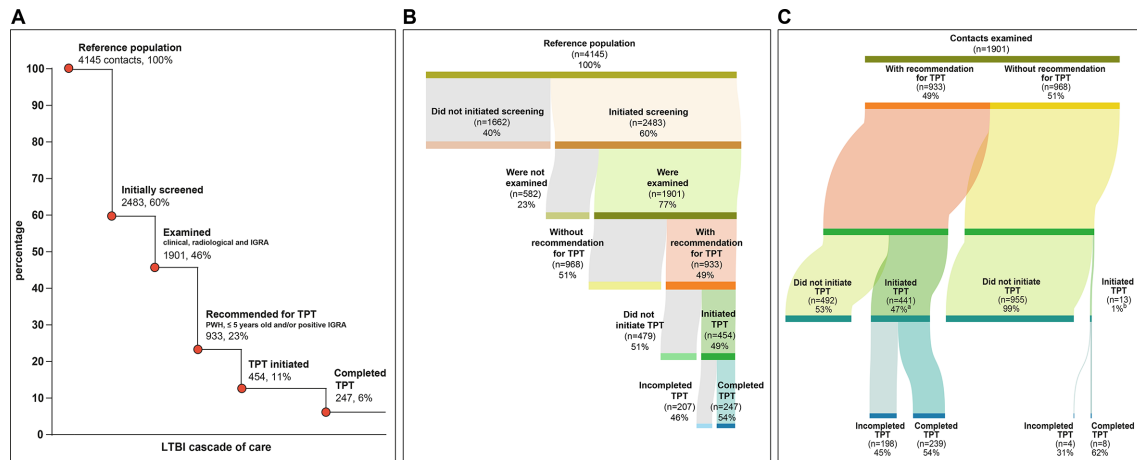 A
Reference population
4145 contacts, 100%
Initially screened
2483, 60%
Examined
clinical, radiological and IGRA
1901, 46%
Recommended for TPT
PWH, ≤ 5 years old and/or positive IGRA
933, 23%
TPT initiated
454, 11%
Completed
TPT
247, 6%
percentage
100
90
80
70
60
50
40
30
20
10
0
LTBI cascade of care
B
Reference population
(n=4145)
100%
Did not initiated screening
(n=1662)
40%
Initiated screening
(n=2483)
60%
Were not
examined
(n=582)
23%
Were
examined
(n=1901)
77%
Without
recommendation
for TPT
(n=968)
51%
With
recommendation
for TPT
(n=933)
49%
Did not
initiate TPT
(n=479)
51%
Initiated
TPT
(n=454)
49%
Incompleted
TPT
(n=207)
46%
Completed
TPT
(n=247)
54%
C
Contacts examined
(n=1901)
With recommendation
for TPT
(n=933)
49%
Without recommendation
for TPT
(n=968)
51%
Did not initiate
TPT
(n=492)
53%
Initiated
TPT
(n=441)
47%a
Did not initiate
TPT
(n=955)
99%
Initiated
TPT
(n=13)
1%b
Incompleted
TPT
(n=198)
45%
Completed
TPT
(n=239)
54%
Incompleted
TPT
(n=4)
31%
Completed
TPT
(n=8)
62%